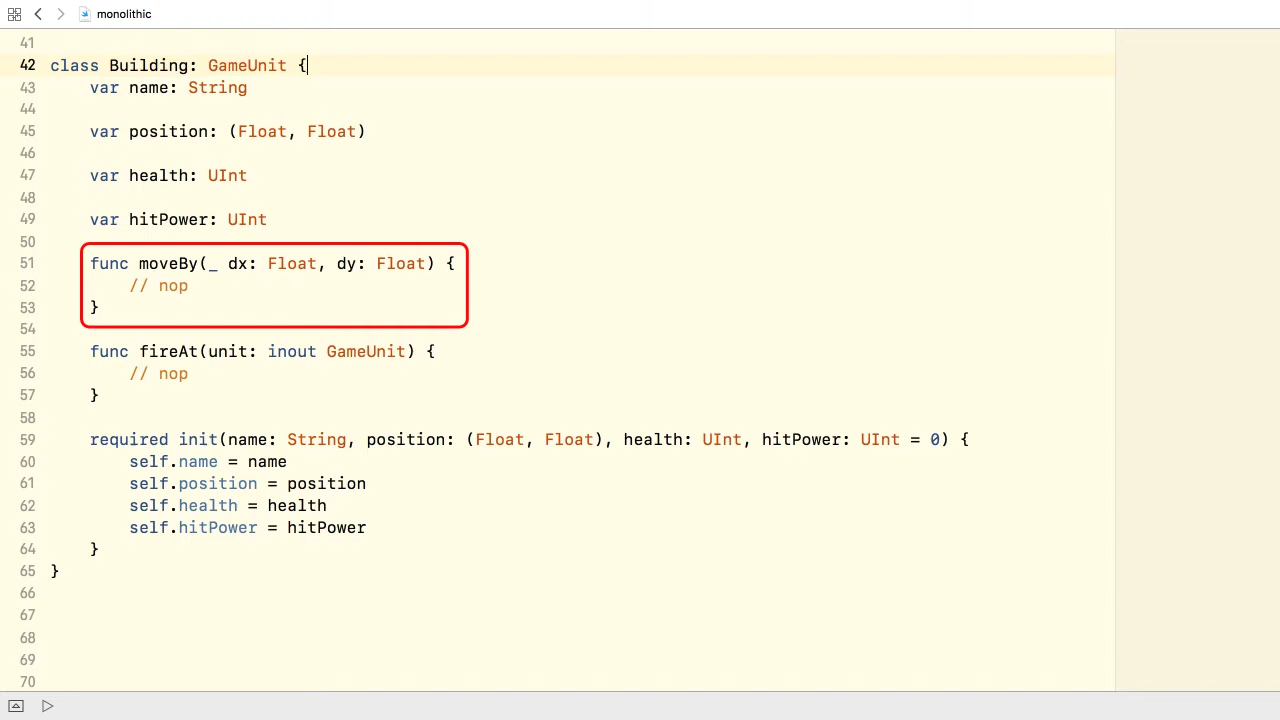 monolithic
41
42 class Building: GameUnit {
43     var name: String
44
45     var position: (Float, Float)
46
47     var health: UInt
48
49     var hitPower: UInt
50
51     func moveBy(_ dx: Float, dy: Float) {
52         // nop
53     }
54
55     func fireAt(unit: inout GameUnit) {
56         // nop
57     }
58
59     required init(name: String, position: (Float, Float), health: UInt, hitPower: UInt = 0) {
60         self.name = name
61         self.position = position
62         self.health = health
63         self.hitPower = hitPower
64     }
65 }
66
67
68
69
70